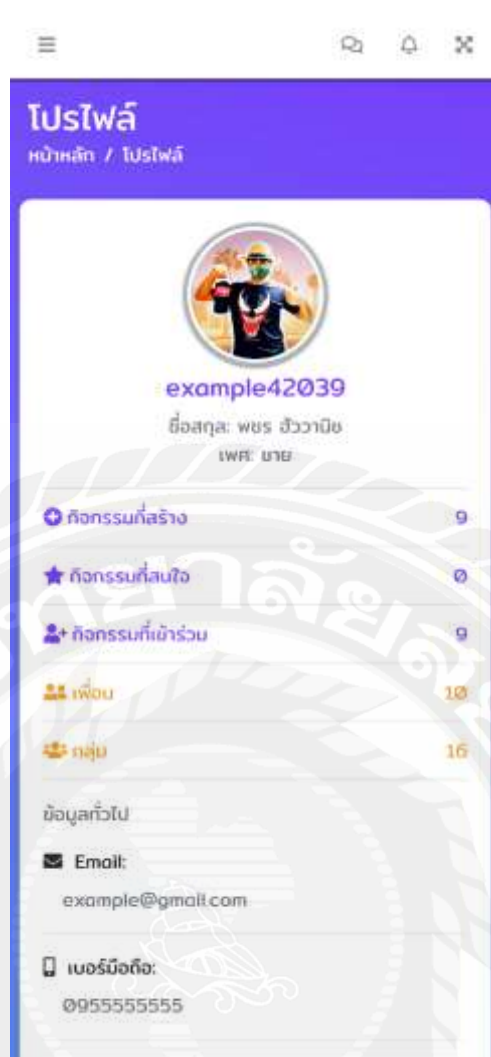 โปรไฟล์
หน้าหลัก / โปรไฟล์
example42039
ชื่อสกุล: พชร ฮ้ววานิช
เพศ: ชาย
กิจกรรมที่สร้าง 9
กิจกรรมที่สนใจ 0
กิจกรรมที่เข้าร่วม 9
เพื่อน 10
กลุ่ม 16
ข้อมูลทั่วไป
Email:
example@gmail.com
เบอร์มือถือ:
0955555555